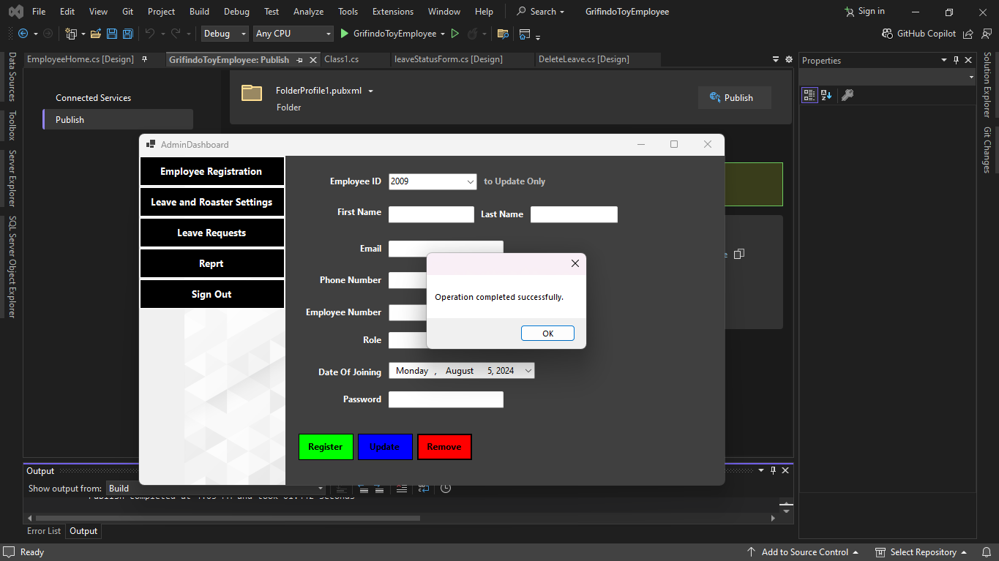 File Edit View Git Project Build Debug Test Analyze Tools Extensions Window Help Search GrifindoToyEmployee Sign in
Debug Any CPU GrifindoToyEmployee GitHub Copilot
EmployeeHome.cs [Design] GrifindoToyEmployee: Publish Class1.cs leaveStatusForm.cs [Design] DeleteLeave.cs [Design]
Properties
Data Sources
Toolbox
Server Explorer
SQL Server Object Explorer
Solution Explorer
Git Changes
Connected Services
Publish
FolderProfile1.pubxml
Folder
Publish
AdminDashboard
Employee Registration
Leave and Roaster Settings
Leave Requests
Reprt
Sign Out
Employee ID 2009 to Update Only
First Name Last Name
Email
Phone Number
Employee Number
Role
Date Of Joining Monday , August 5, 2024
Password
Register Update Remove
Operation completed successfully.
OK
Output
Show output from: Build
Error List Output
Ready Add to Source Control Select Repository